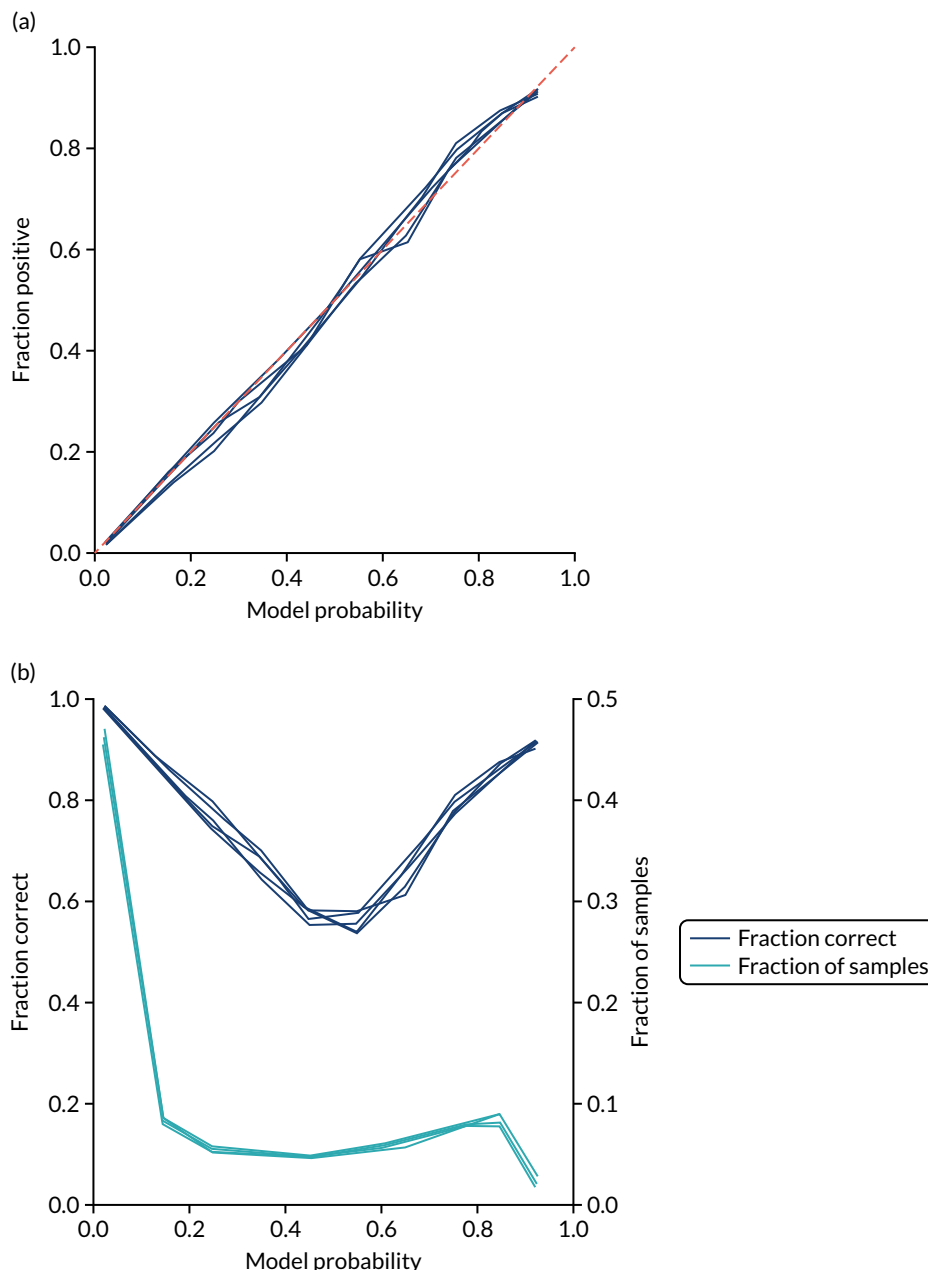 (a)
1.0
0.8
0.6
0.4
0.2
0.0
Fraction positive
0.0 0.2 0.4 0.6 0.8 1.0
Model probability
(b)
1.0 0.5
0.8 0.4
0.6 0.3
0.4 0.2
0.2 0.1
0.0 0.0
Fraction correct
Fraction of samples
Fraction correct
Fraction of samples
0.0 0.2 0.4 0.6 0.8 1.0
Model probability